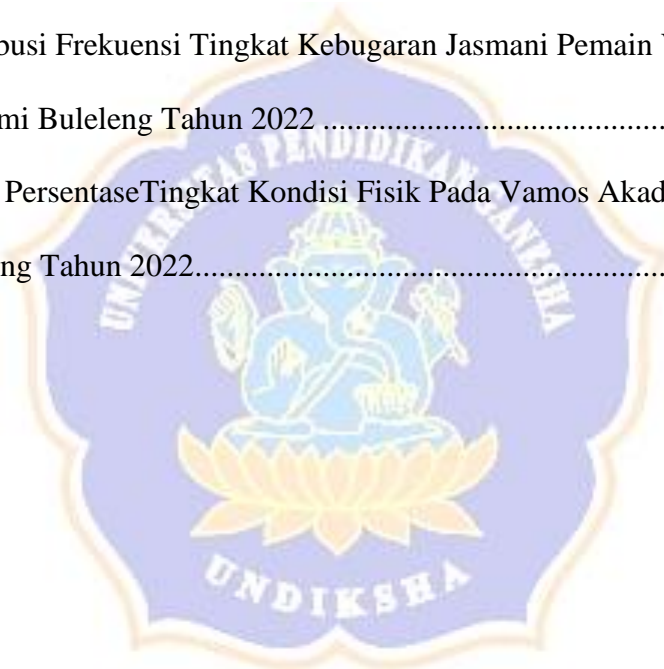 busi Frekuensi Tingkat Kebugaran Jasmani Pemain V
mi Buleleng Tahun 2022 ........................................
UNIVERSITAS PENDIDIKAN GANESHA
PersentaseTingkat Kondisi Fisik Pada Vamos Akad
ng Tahun 2022.........................................................
UNDIKSHA